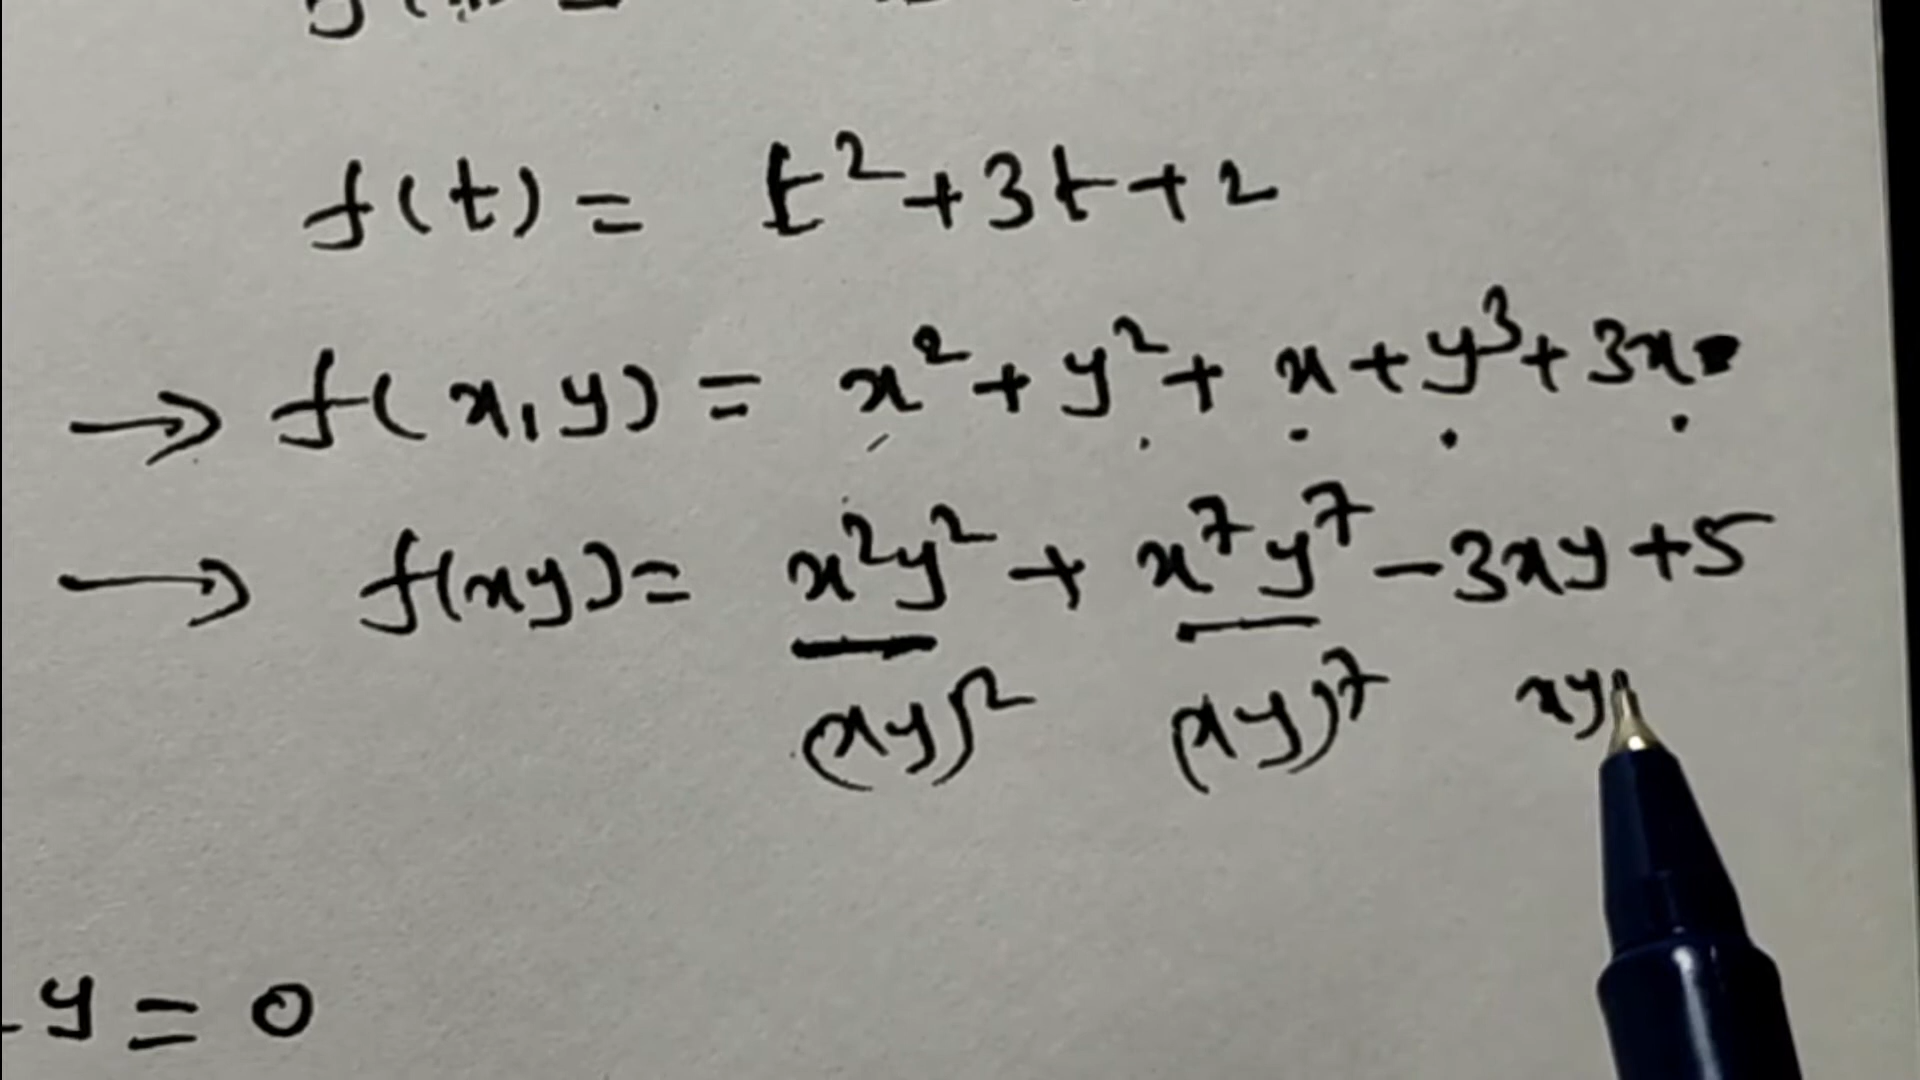 f(t) = t² + 3t + 2
→ f(x, y) = x² + y² + x + y³ + 3x
→ f(xy) = x²y² + x⁷y⁷ - 3xy + 5
(xy)² (xy)⁷ xy
- y = 0